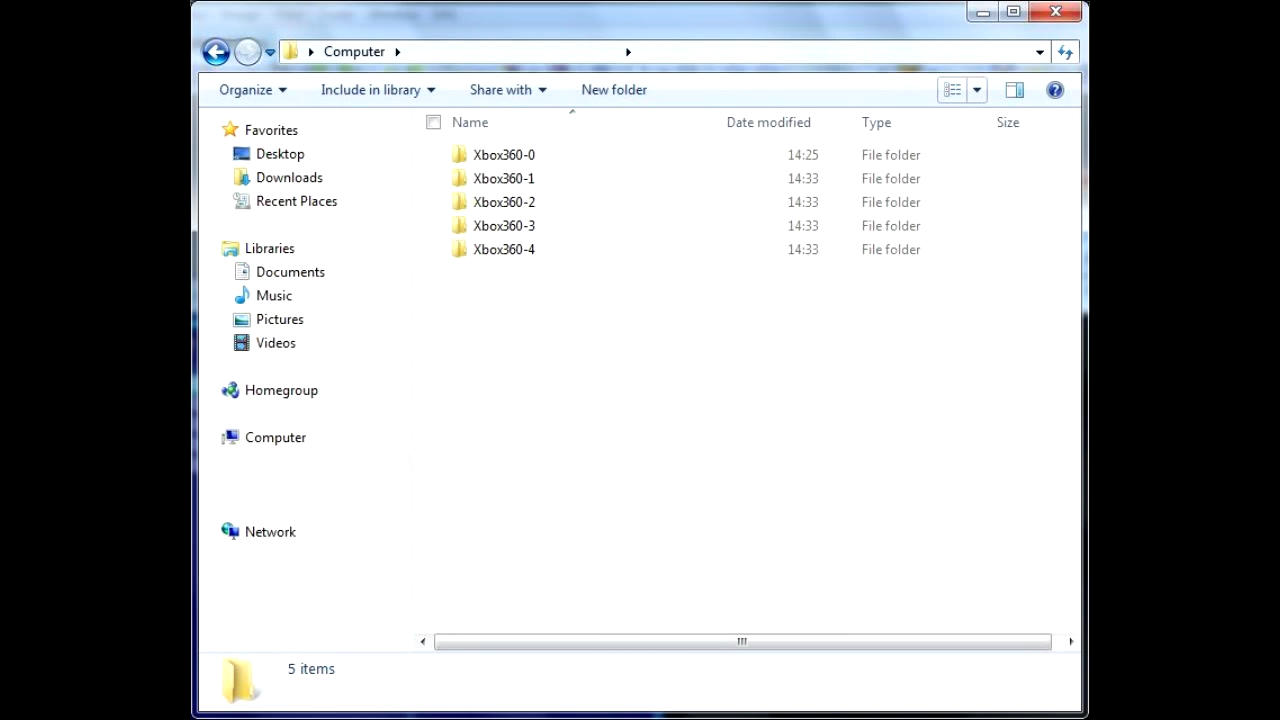 Computer
Organize Include in library Share with New folder
Name Date modified Type Size
Favorites
Desktop
Downloads
Recent Places
Libraries
Documents
Music
Pictures
Videos
Homegroup
Computer
Network
Xbox360-0 14:25 File folder
Xbox360-1 14:33 File folder
Xbox360-2 14:33 File folder
Xbox360-3 14:33 File folder
Xbox360-4 14:33 File folder
5 items